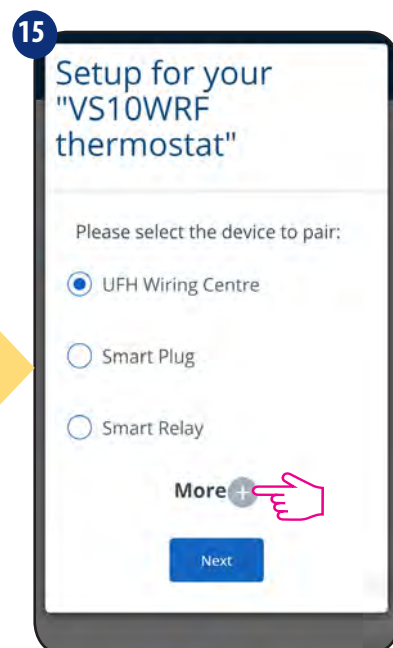 15
Setup for your
"VS10WRF
thermostat"
Please select the device to pair:
UFH Wiring Centre
Smart Plug
Smart Relay
More +
Next